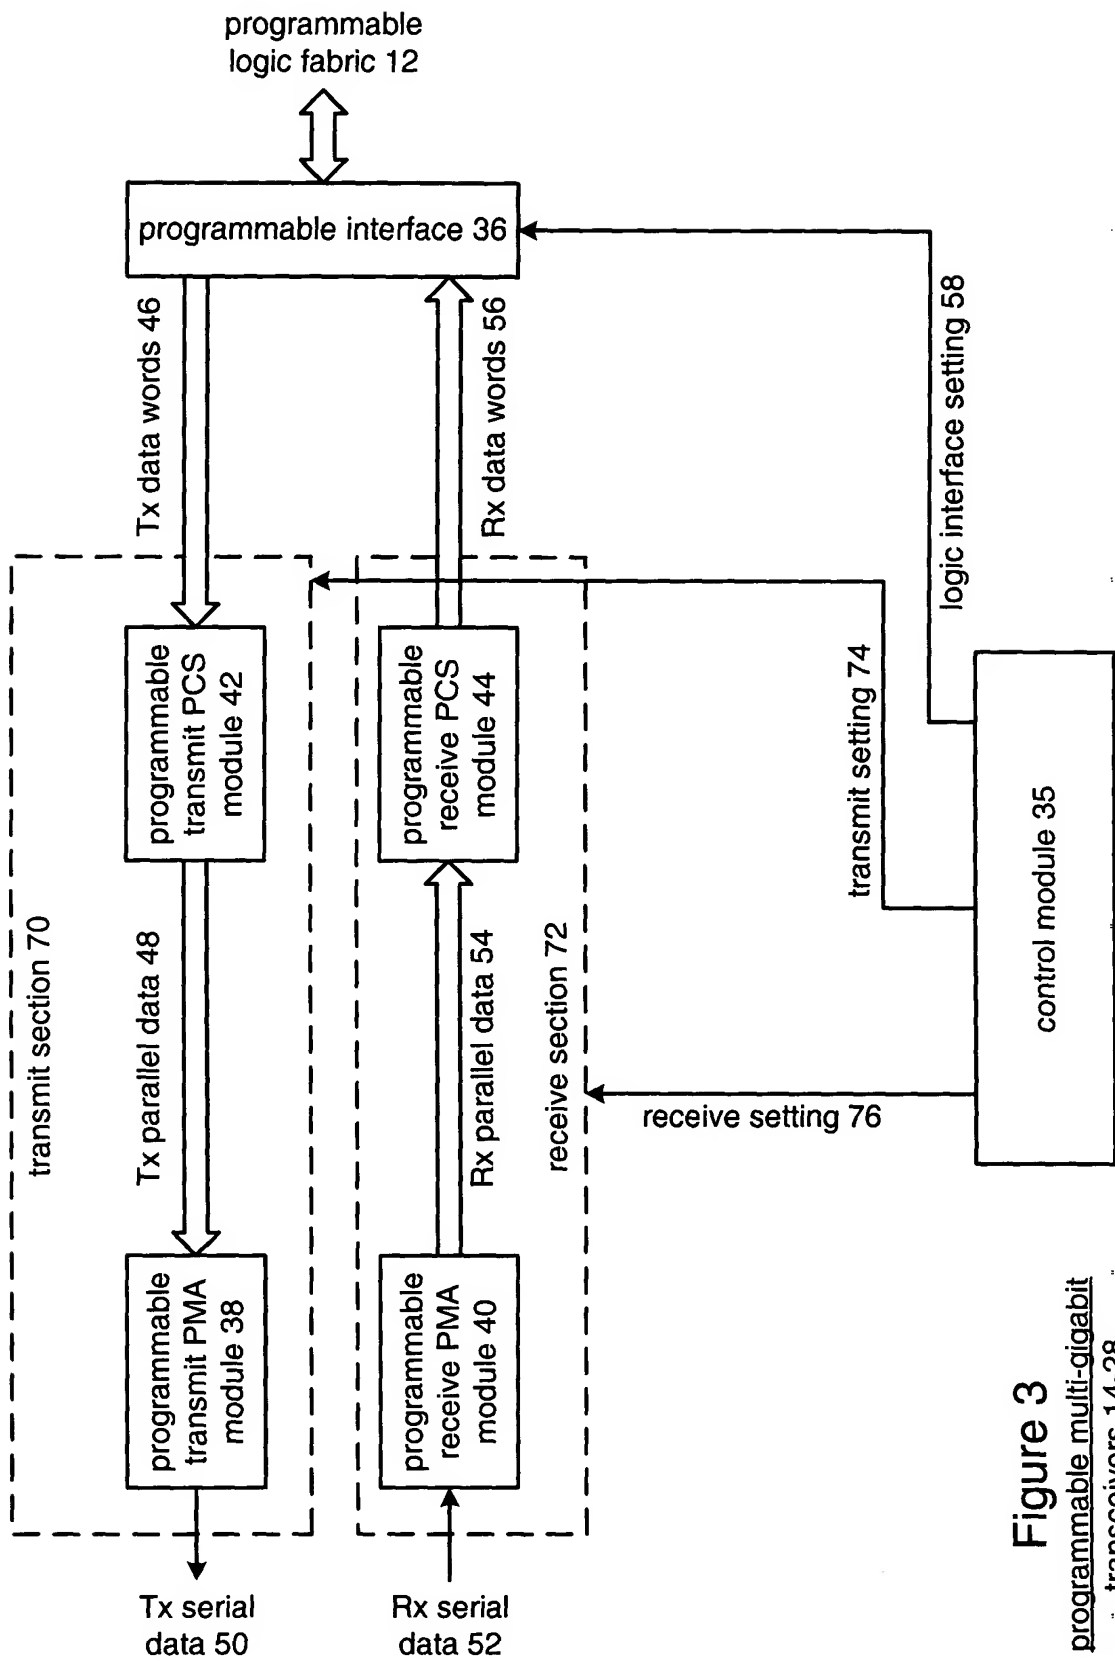 programmable
logic fabric 12
programmable interface 36
Tx data words 46
Rx data words 56
logic interface setting 58
transmit section 70
programmable
transmit PCS
module 42
programmable
receive PCS
module 44
transmit setting 74
Tx parallel data 48
Rx parallel data 54
receive section 72
control module 35
receive setting 76
programmable
transmit PMA
module 38
programmable
receive PMA
module 40
Tx serial
data 50
Rx serial
data 52
Figure 3
programmable multi-gigabit
transceivers 14-28